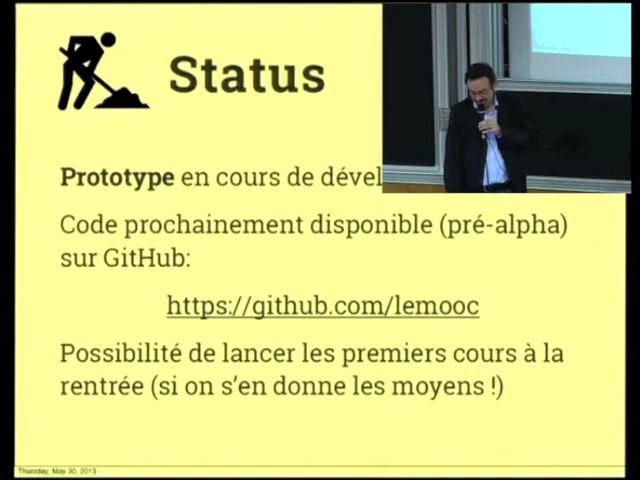 Status
Prototype en cours de dével
Code prochainement disponible (pré-alpha)
sur GitHub:
https://github.com/lemooc
Possibilité de lancer les premiers cours à la
rentrée (si on s'en donne les moyens !)
Thursday, May 30, 2013